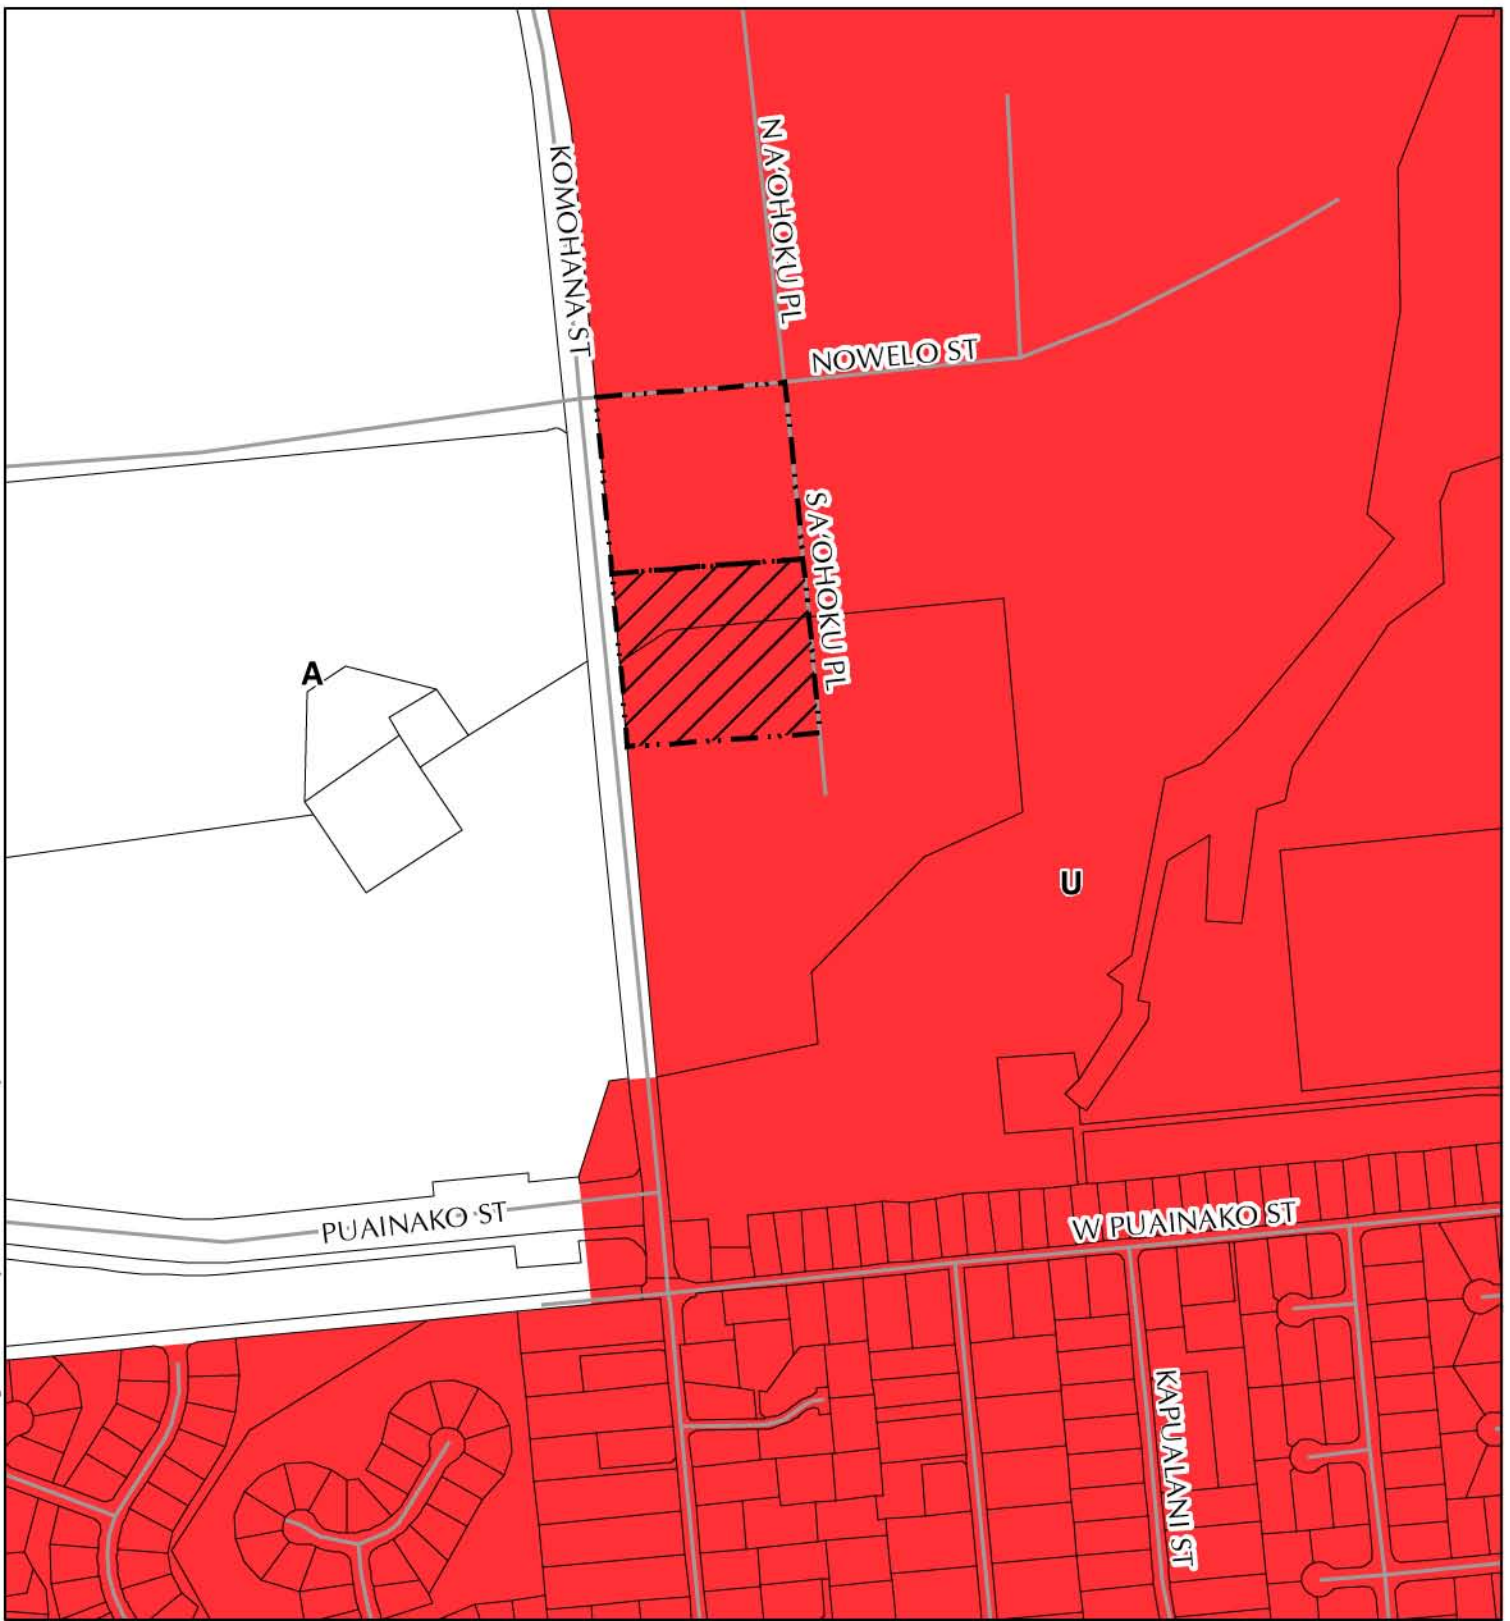 KOMOHANA ST
N A'OHOKU PL
NOWELO ST
S A'OHOKU PL
A
U
PUAINAKO ST
W PUAINAKO ST
KAPUALANI ST